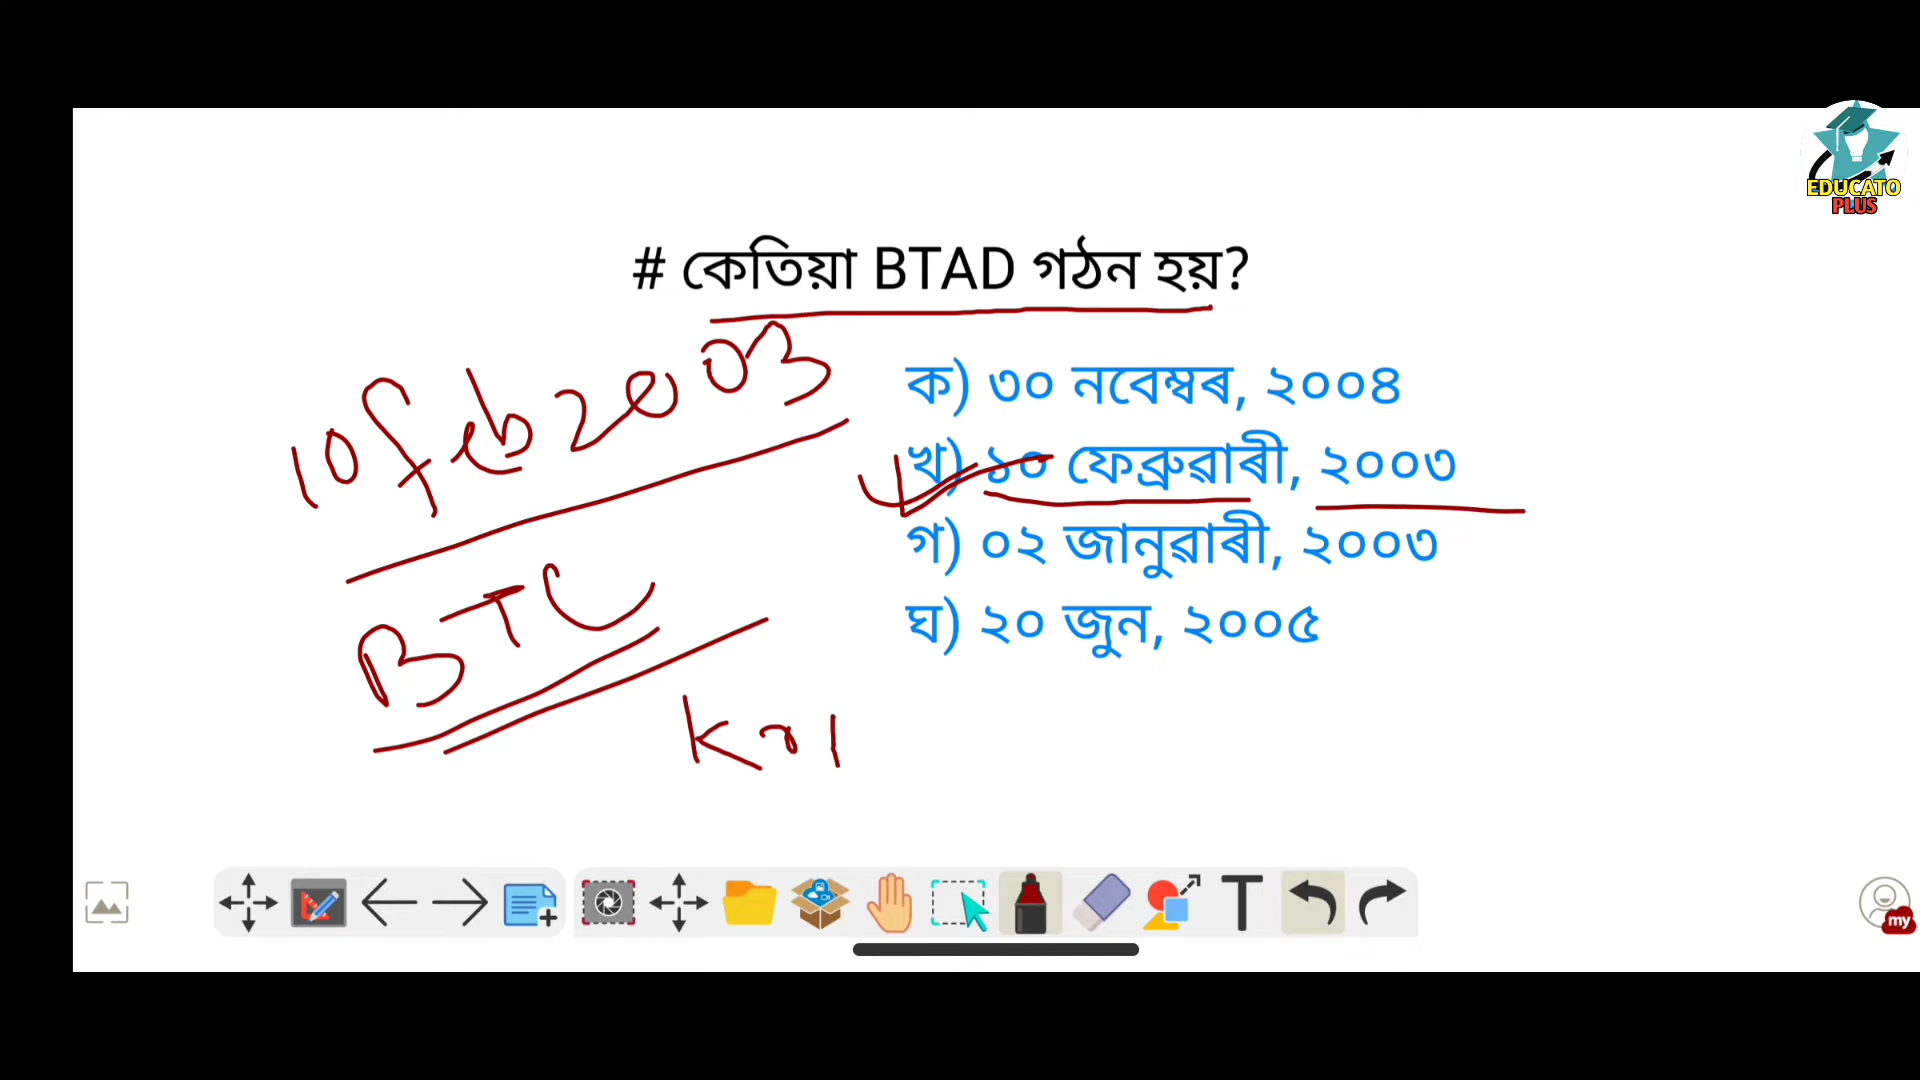 EDUCATO
PLUS
# কেতিয়া BTAD গঠন হয়?
10 feb 2003
ক) ৩০ নবেম্বৰ, ২০০৪
খ) ১০ ফেব্ৰুৱাৰী, ২০০৩
গ) ০২ জানুৱাৰী, ২০০৩
ঘ) ২০ জুন, ২০০৫
BTC
T
my